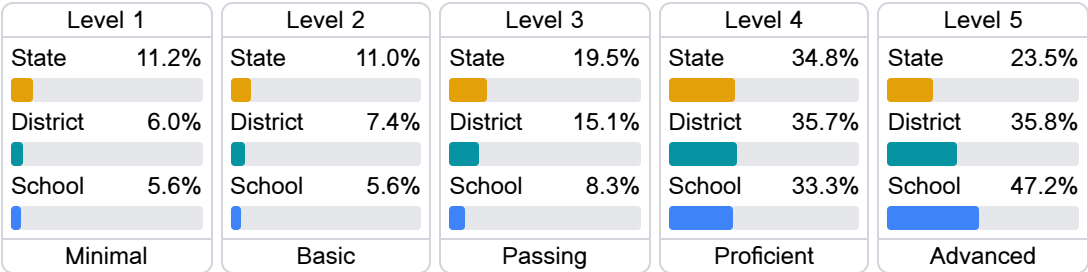 Level 1
State 11.2%
District 6.0%
School 5.6%
Minimal
Level 2
State 11.0%
District 7.4%
School 5.6%
Basic
Level 3
State 19.5%
District 15.1%
School 8.3%
Passing
Level 4
State 34.8%
District 35.7%
School 33.3%
Proficient
Level 5
State 23.5%
District 35.8%
School 47.2%
Advanced